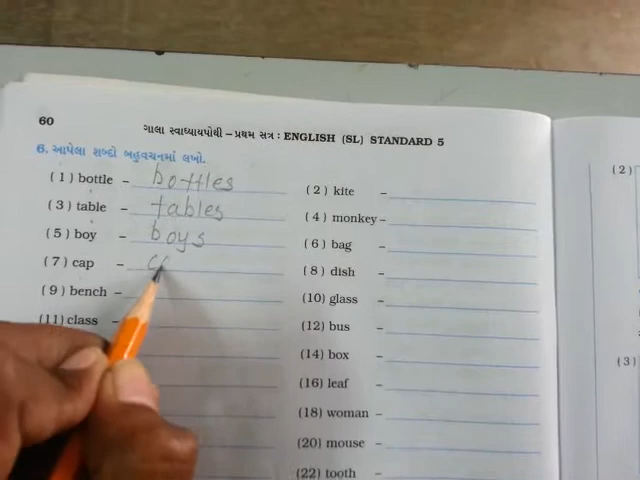 60
ગાલા સ્વાધ્યાયપોથી – પ્રથમ સત્ર : ENGLISH (SL) STANDARD 5
6. આપેલા શબ્દો બહુવચનમાં લખો.
(1) bottle – bottles (2) kite –
(3) table – tables (4) monkey –
(5) boy – boys (6) bag –
(7) cap – (8) dish –
(9) bench – (10) glass –
(11) class – (12) bus –
(14) box –
(16) leaf –
(18) woman –
(20) mouse –
(22) tooth –
(2)
(3)